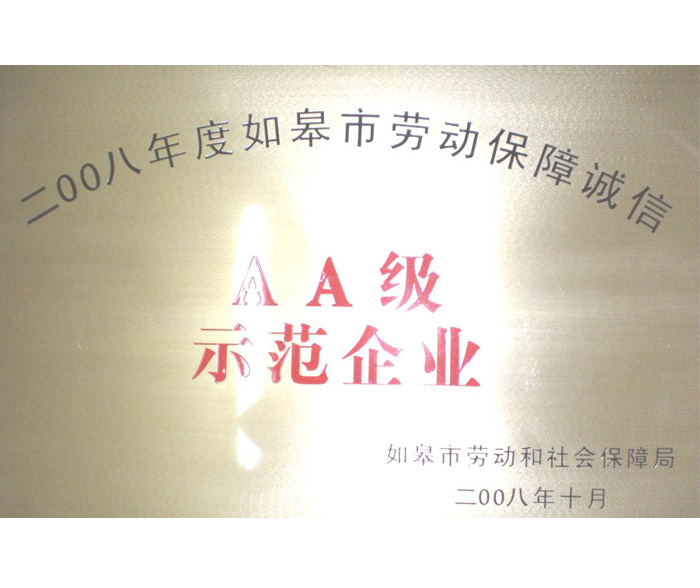 二00八年度如皋市劳动保障诚信
AA级
示范企业
如皋市劳动和社会保障局
二00八年十月